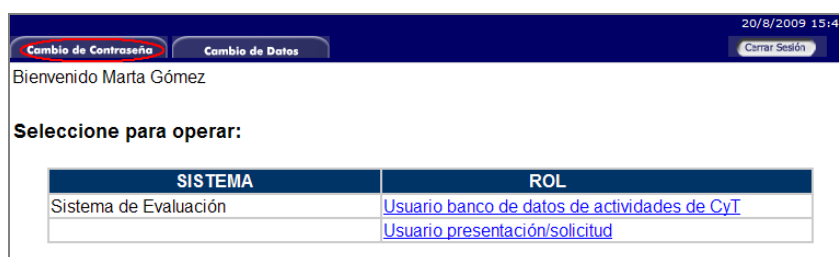 20/8/2009 15:4
Cambio de Contraseña Cambio de Datos Cerrar Sesión
Bienvenido Marta Gómez
Seleccione para operar:
SISTEMA ROL
Sistema de Evaluación Usuario banco de datos de actividades de CyT
Usuario presentación/solicitud